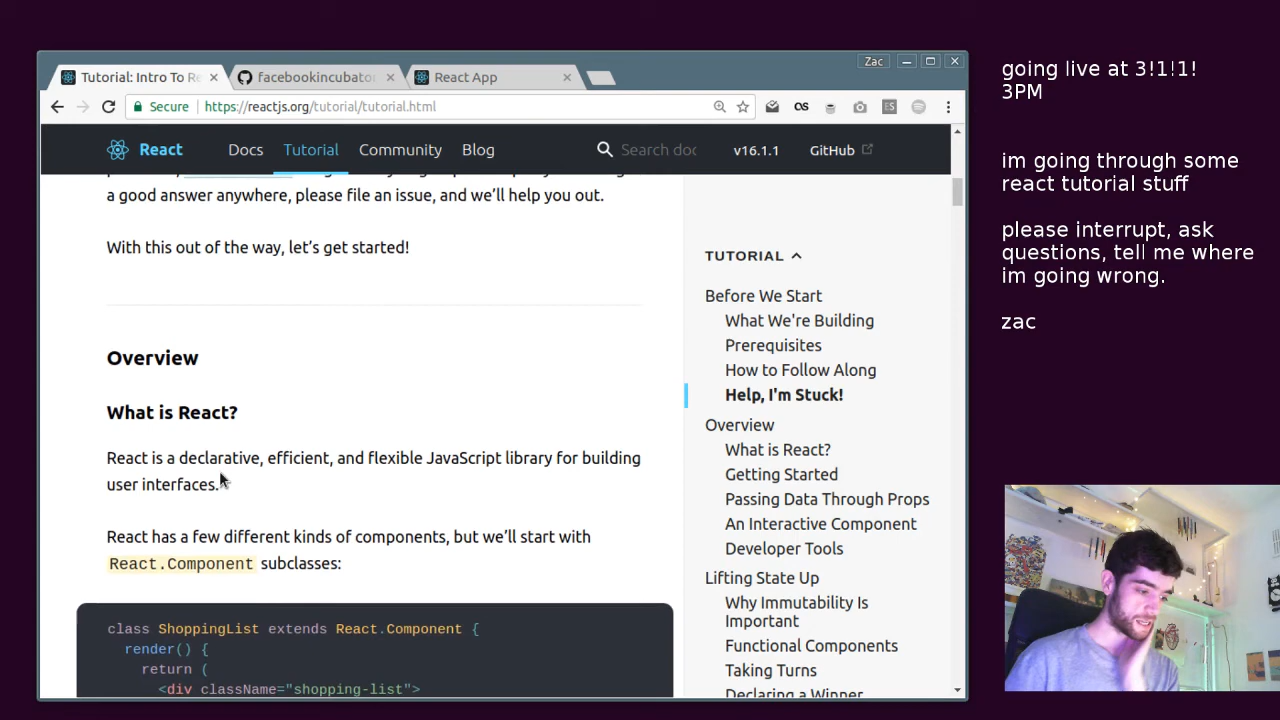 Zac
Tutorial: Intro To Re
facebookincubato
React App
Secure
https://reactjs.org/tutorial/tutorial.html
React
Docs
Tutorial
Community
Blog
Search doc
v16.1.1
GitHub
a good answer anywhere, please file an issue, and we’ll help you out.
With this out of the way, let’s get started!
Overview
What is React?
React is a declarative, efficient, and flexible JavaScript library for building
user interfaces.
React has a few different kinds of components, but we’ll start with
React.Component subclasses:
class ShoppingList extends React.Component {
render() {
return (
<div className="shopping-list">
TUTORIAL
Before We Start
What We're Building
Prerequisites
How to Follow Along
Help, I'm Stuck!
Overview
What is React?
Getting Started
Passing Data Through Props
An Interactive Component
Developer Tools
Lifting State Up
Why Immutability Is
Important
Functional Components
Taking Turns
Declaring a Winner
going live at 3!1!1!
3PM
im going through some
react tutorial stuff
please interrupt, ask
questions, tell me where
im going wrong.
zac